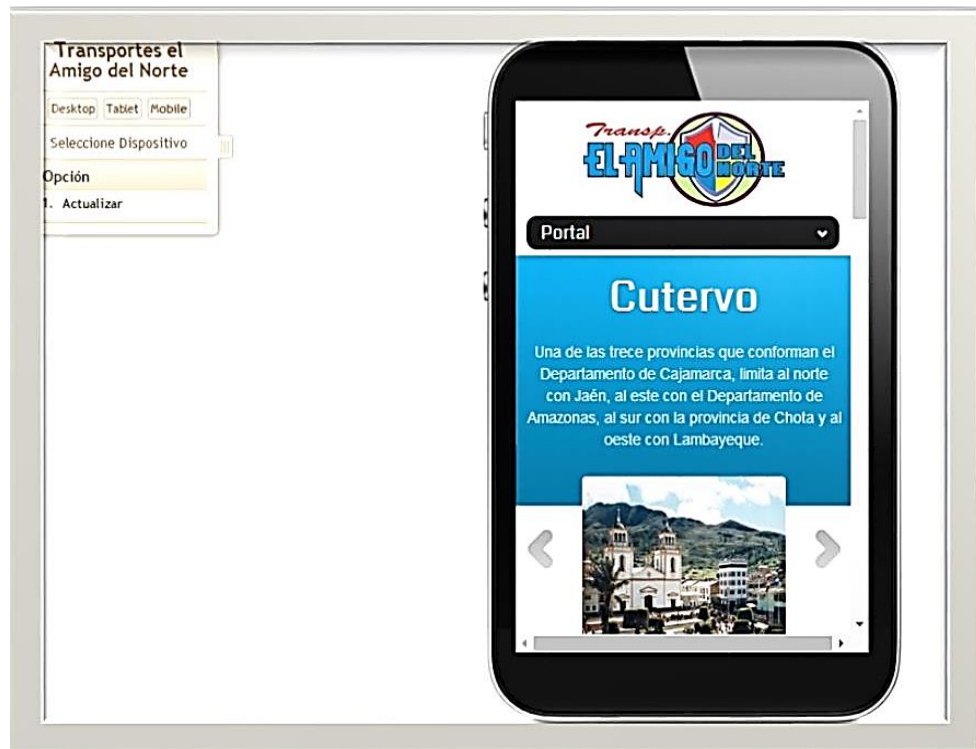 Transportes el
Amigo del Norte
Desktop Tablet Mobile
Seleccione Dispositivo
Opción
1. Actualizar
Transp.
EL AMIGO DEL
NORTE
Portal
Cutervo
Una de las trece provincias que conforman el
Departamento de Cajamarca, limita al norte
con Jaén, al este con el Departamento de
Amazonas, al sur con la provincia de Chota y al
oeste con Lambayeque.